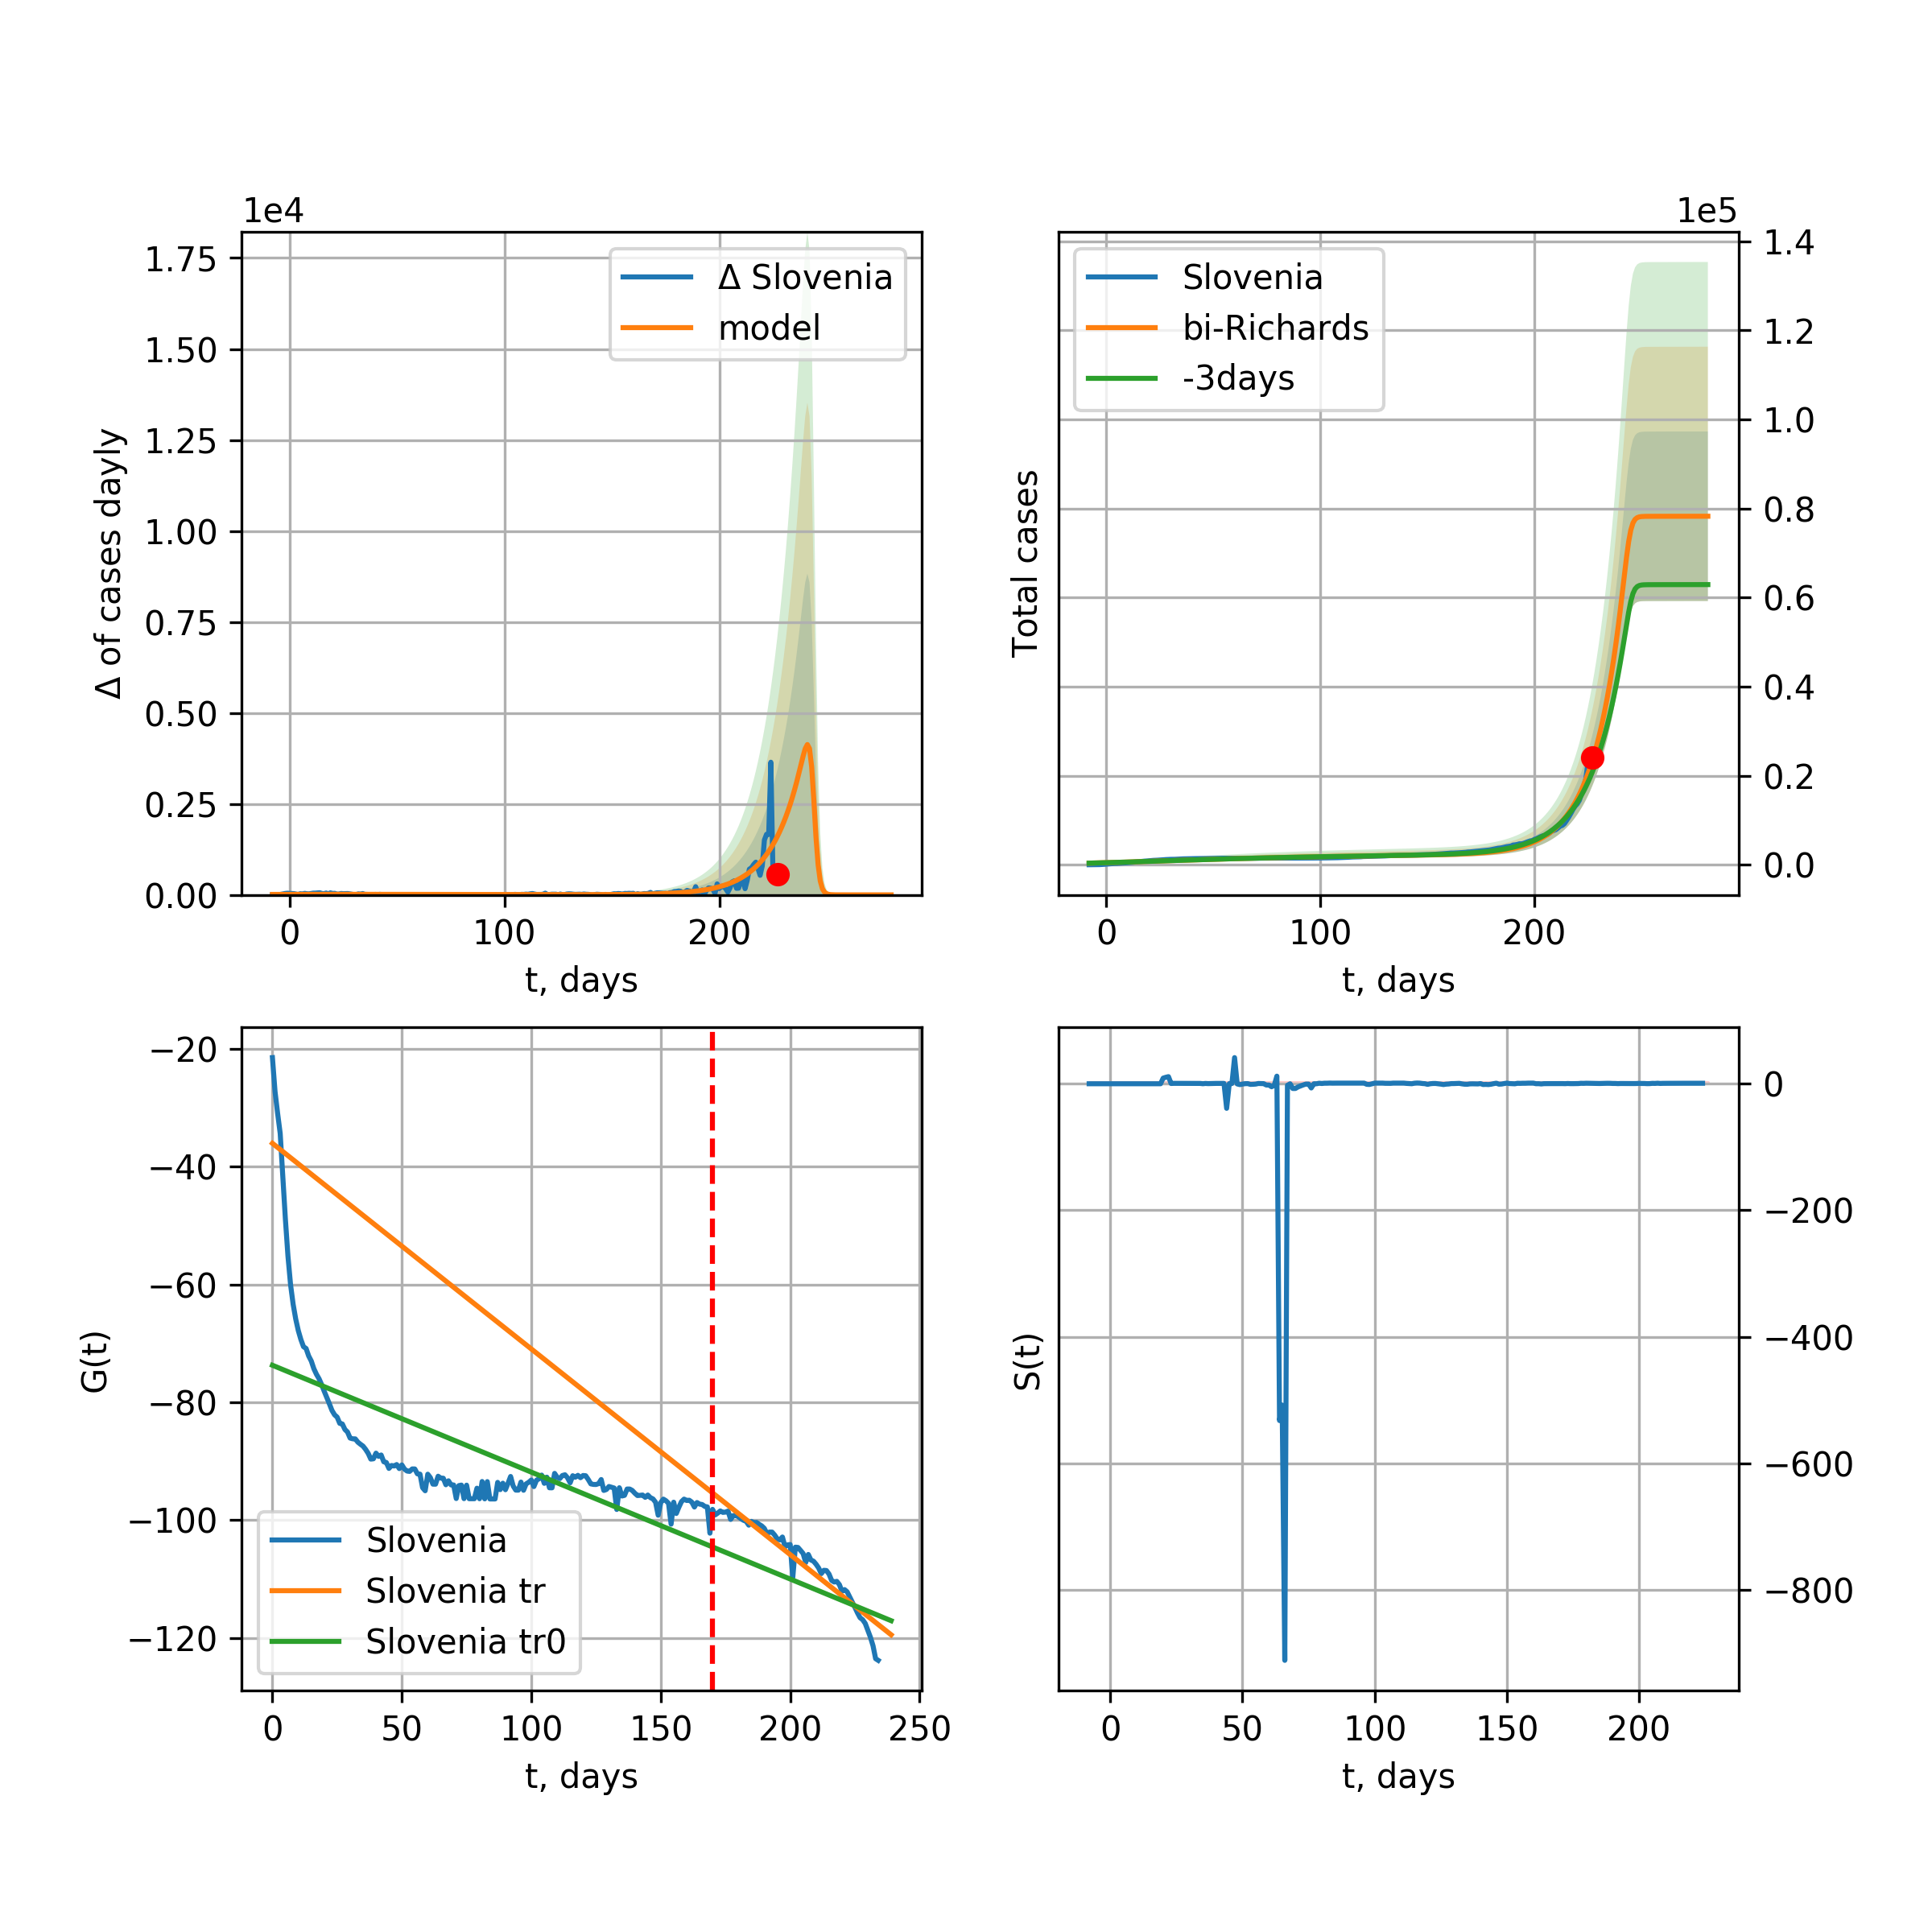 1e4
1.75
1.50
1.25
1.00
0.75
0.50
0.25
0.00
Δ of cases dayly
Δ Slovenia
model
0
100
200
t, days
1e5
1.4
1.2
1.0
0.8
0.6
0.4
0.2
0.0
Total cases
Slovenia
bi-Richards
-3days
0
100
200
t, days
−20
−40
−60
−80
−100
−120
G(t)
Slovenia
Slovenia tr
Slovenia tr0
0
50
100
150
200
250
t, days
0
−200
−400
−600
−800
S(t)
0
50
100
150
200
t, days